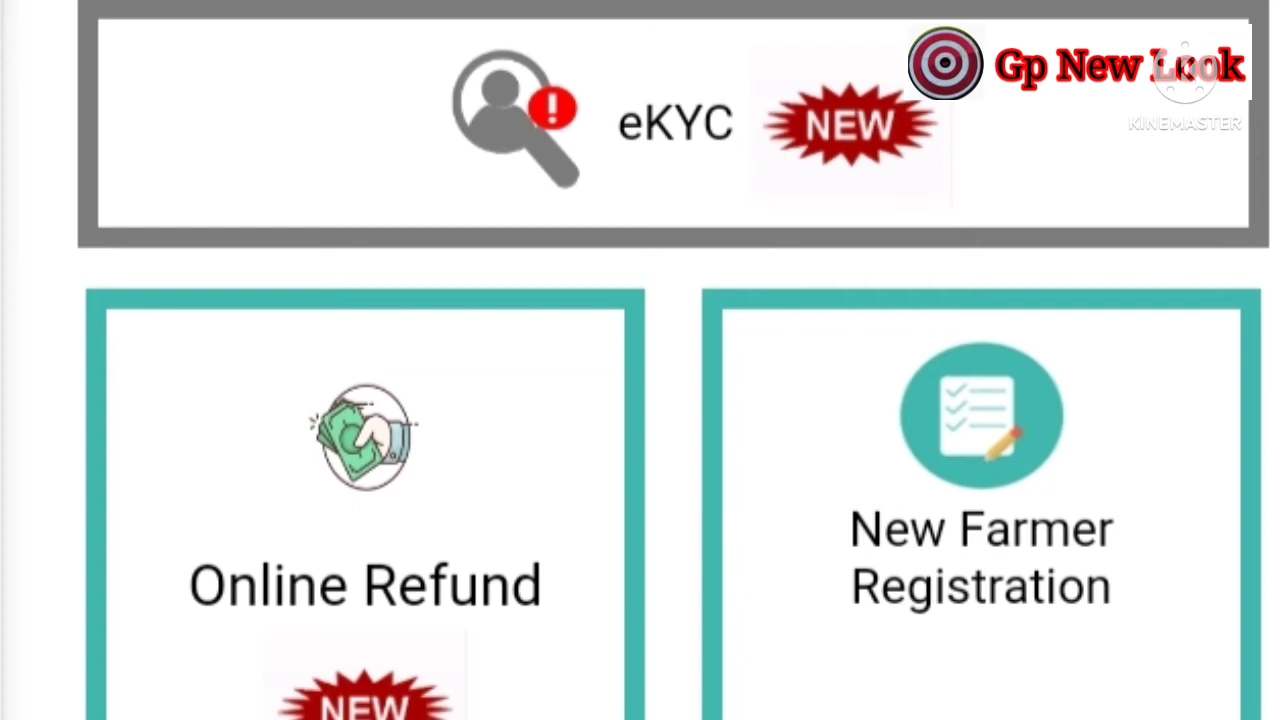 Gp New Look
KINEMASTER
eKYC
NEW
Online Refund
NEW
New Farmer
Registration